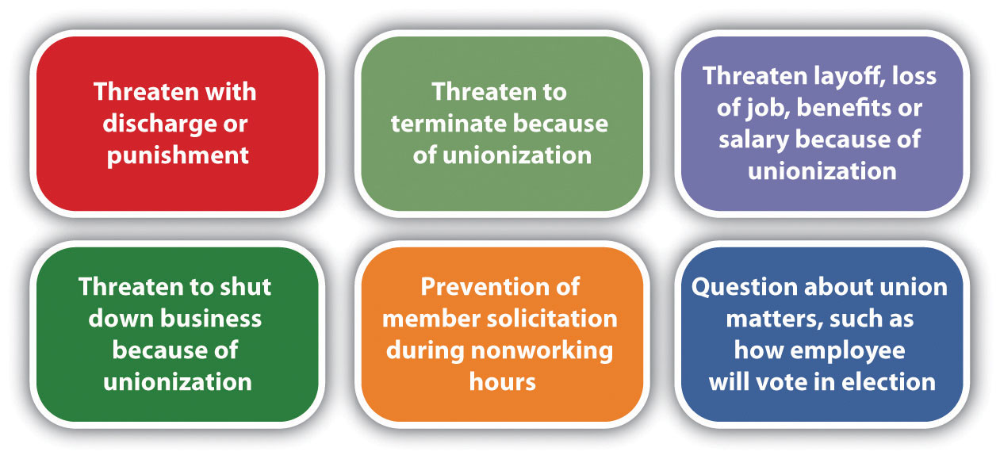 Threaten with
discharge or
punishment
Threaten to
terminate because
of unionization
Threaten layoff, loss
of job, benefits or
salary because of
unionization
Threaten to shut
down business
because of
unionization
Prevention of
member solicitation
during nonworking
hours
Question about union
matters, such as
how employee
will vote in election